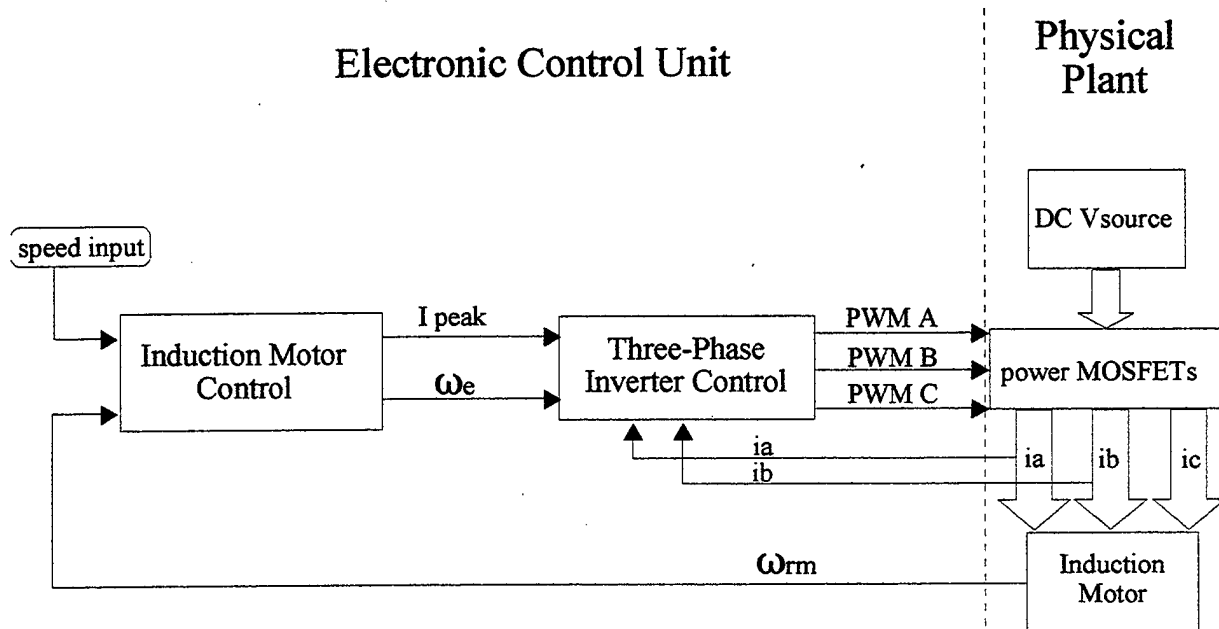 Electronic Control Unit
Physical
Plant
DC Vsource
speed input
I peak
PWM A
Induction Motor
Control
Three-Phase
Inverter Control
PWM B
power MOSFETs
ωe
PWM C
ia
ib
ia
ib
ic
ωrm
Induction
Motor